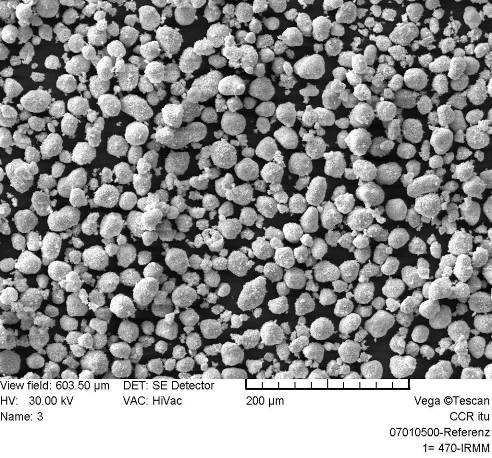 View field: 603.50 µm DET: SE Detector
HV: 30.00 kV VAC: HiVac 200 µm Vega ©Tescan
Name: 3 CCR itu
07010500-Referenz
1= 470-IRMM